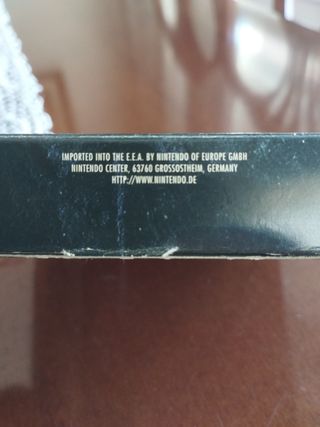 IMPORTED INTO THE E.E.A. BY NINTENDO OF EUROPE GMBH
NINTENDO CENTER, 63760 GROSSOSTHEIM, GERMANY
HTTP://WWW.NINTENDO.DE